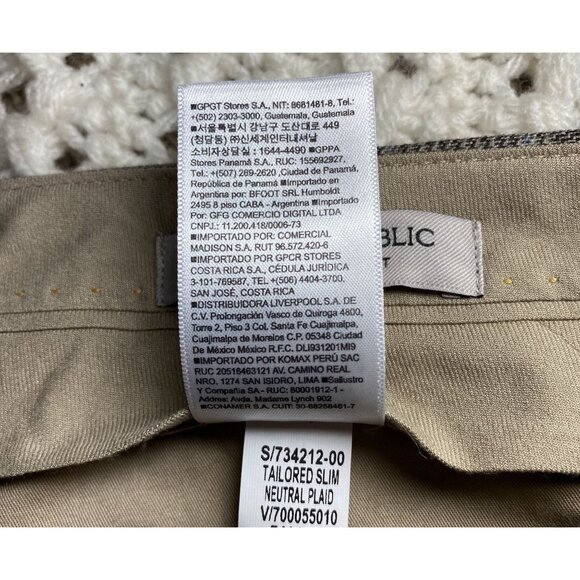 ■GPGT Stores S.A., NIT: 8681481-8, Tel.:
+(502) 2303-3000, Guatemala, Guatemala
■서울특별시 강남구 도산대로 449
(청담동) ㈜신세계인터내셔날
소비자상담실 : 1644-4490 ■GPPA
Stores Panamá S.A., RUC: 155692927,
Tel.: +(507) 269-2620 ,Ciudad de Panamá.
República de Panamá ■Importado en
Argentina por: BFOOT SRL Humboldt
2495 8 piso CABA - Argentina ■Importado
Por: GFG COMERCIO DIGITAL LTDA
CNPJ.: 11.200.418/0006-73
■IMPORTADO POR: COMERCIAL
MADISON S.A. RUT 96.572.420-6
■IMPORTADO POR: GPCR STORES
COSTA RICA S.A., CÉDULA JURÍDICA
3-101-769587, TEL: +(506) 4404-3700,
SAN JOSÉ, COSTA RICA
■DISTRIBUIDORA LIVERPOOL S.A. DE
C.V. Prolongación Vasco de Quiroga 4800,
Torre 2, Piso 3 Col. Santa Fe Cuajimalpa,
Cuajimalpa de Morelos C.P. 05348 Ciudad
De México México R.F.C. DLI931201MI9
■IMPORTADO POR KOMAX PERÚ SAC
RUC 20518463121 AV. CAMINO REAL
NRO. 1274 SAN ISIDRO, LIMA ■Sallustro
Y Compañía SA - RUC: 80001912-1 -
Address: Avda. Madame Lynch 902
■CONAMER S.A. CUIT: 30-68258461-7
BLIC
T
S/734212-00
TAILORED SLIM
NEUTRAL PLAID
V/700055010